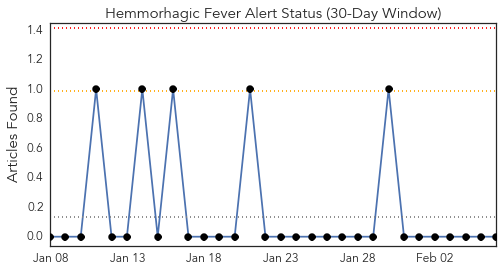 Hemmorhagic Fever Alert Status (30-Day Window)
1.4
1.2
1.0
0.8
0.6
0.4
0.2
0.0
Articles Found
Jan 08 Jan 13 Jan 18 Jan 23 Jan 28 Feb 02